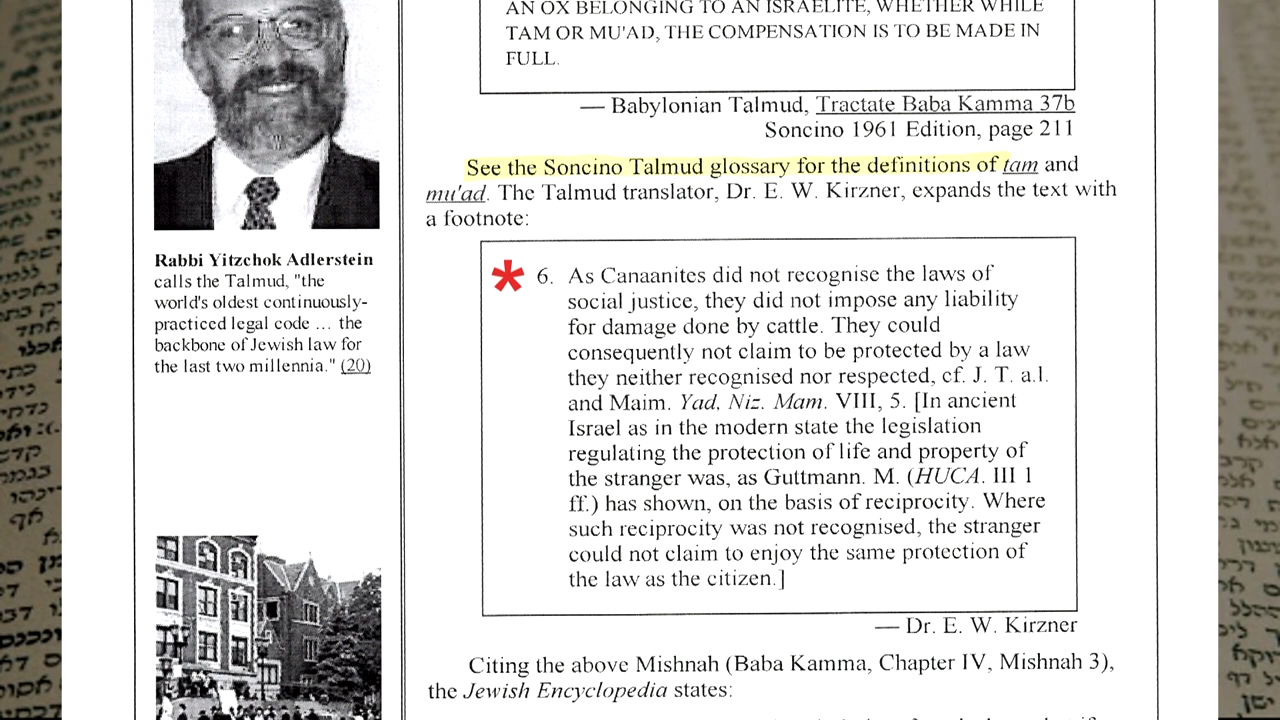 AN OX BELONGING TO AN ISRAELITE, WHETHER WHILE
TAM OR MU'AD, THE COMPENSATION IS TO BE MADE IN
FULL.
— Babylonian Talmud, Tractate Baba Kamma 37b
Soncino 1961 Edition, page 211
See the Soncino Talmud glossary for the definitions of tam and
mu'ad. The Talmud translator, Dr. E. W. Kirzner, expands the text with
a footnote:
* 6. As Canaanites did not recognise the laws of
social justice, they did not impose any liability
for damage done by cattle. They could
consequently not claim to be protected by a law
they neither recognised nor respected, cf. J. T. a.l.
and Maim. Yad, Niz. Mam. VIII, 5. [In ancient
Israel as in the modern state the legislation
regulating the protection of life and property of
the stranger was, as Guttmann. M. (HUCA. III 1
ff.) has shown, on the basis of reciprocity. Where
such reciprocity was not recognised, the stranger
could not claim to enjoy the same protection of
the law as the citizen.]
— Dr. E. W. Kirzner
Citing the above Mishnah (Baba Kamma, Chapter IV, Mishnah 3),
the Jewish Encyclopedia states:
Rabbi Yitzchok Adlerstein
calls the Talmud, "the
world's oldest continuously-
practiced legal code ... the
backbone of Jewish law for
the last two millennia." (20)